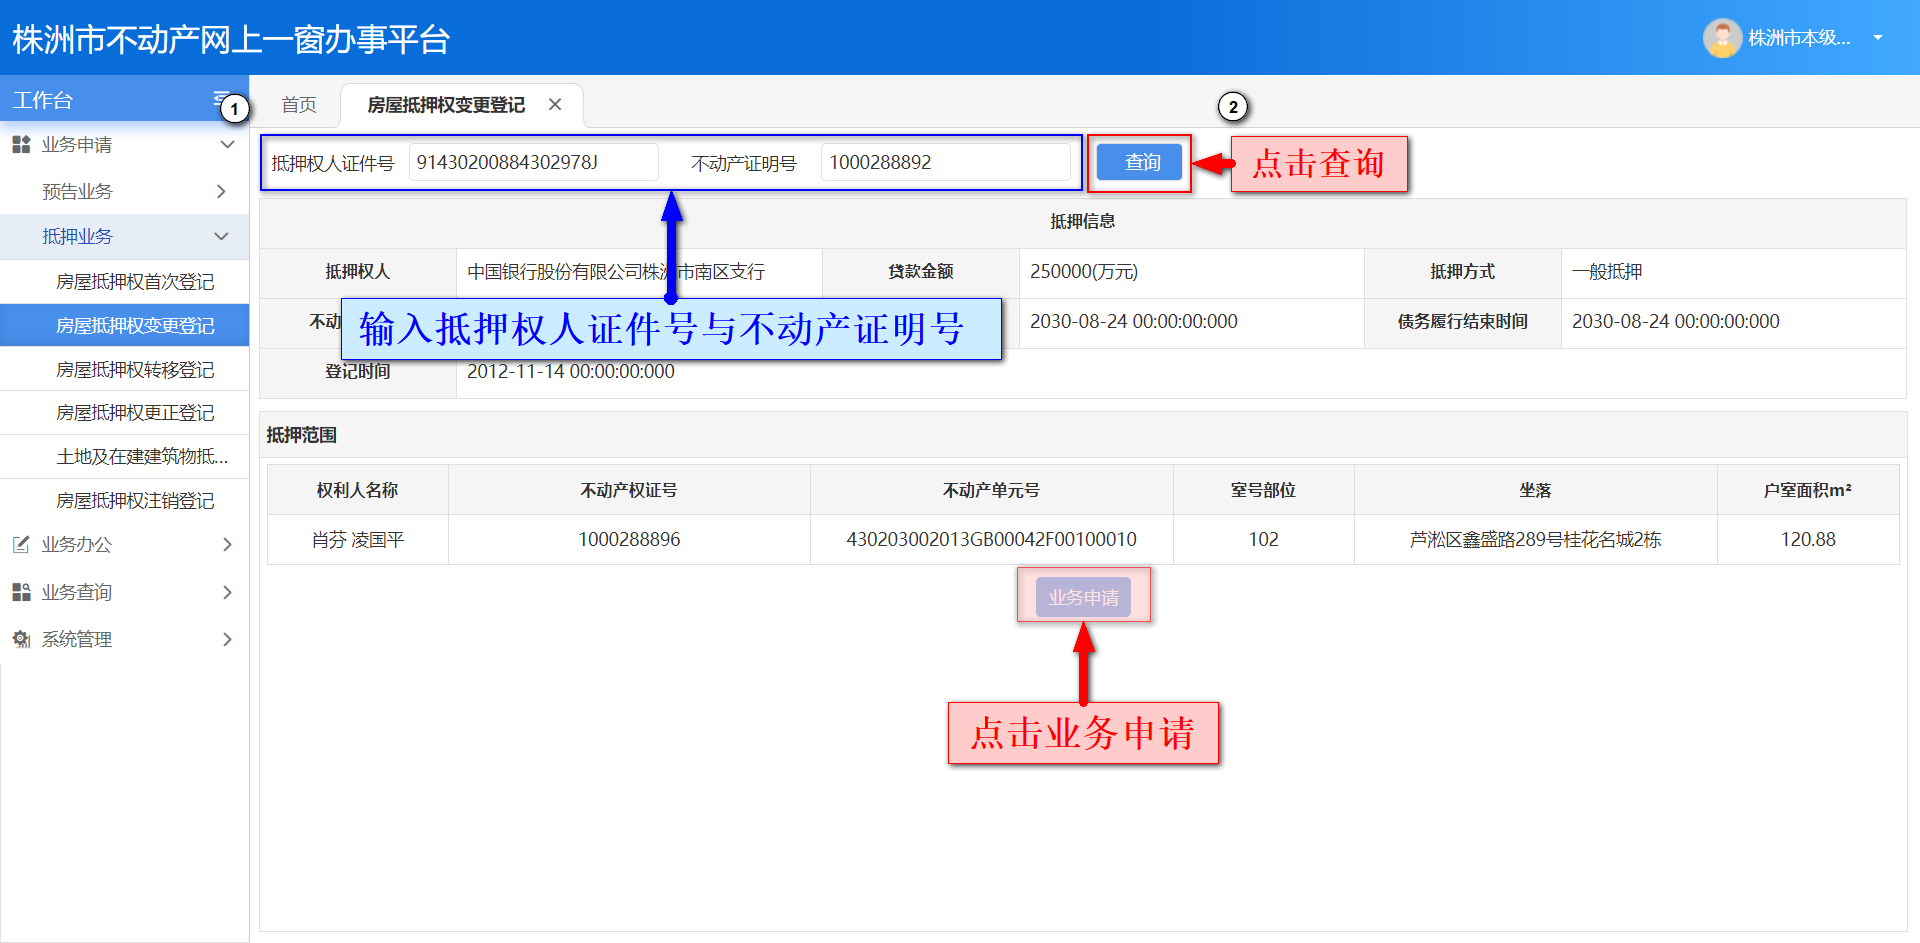 株洲市不动产网上一窗办事平台
株洲市本级...
工作台
1
首页
房屋抵押权变更登记
2
业务申请
预告业务
抵押业务
房屋抵押权首次登记
房屋抵押权变更登记
房屋抵押权转移登记
房屋抵押权更正登记
土地及在建建筑物抵...
房屋抵押权注销登记
业务办公
业务查询
系统管理
抵押权人证件号 91430200884302978J 不动产证明号 1000288892 查询
点击查询
抵押信息
抵押权人 中国银行股份有限公司株洲市南区支行 贷款金额 250000(万元) 抵押方式 一般抵押
不动 2030-08-24 00:00:00:000 债务履行结束时间 2030-08-24 00:00:00:000
输入抵押权人证件号与不动产证明号
登记时间 2012-11-14 00:00:00:000
抵押范围
权利人名称 不动产权证号 不动产单元号 室号部位 坐落 户室面积m²
肖芬 凌国平 1000288896 430203002013GB00042F00100010 102 芦淞区鑫盛路289号桂花名城2栋 120.88
业务申请
点击业务申请